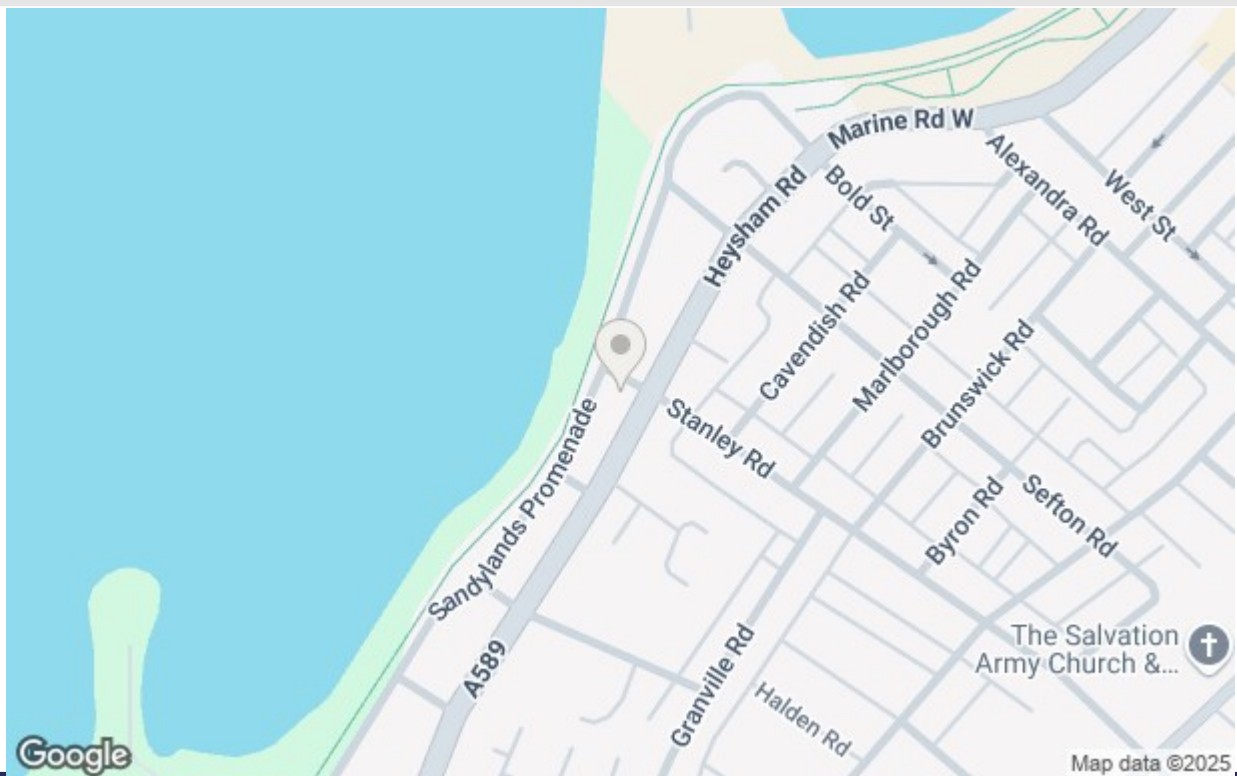 Marine Rd W
Heysham Rd
Bold St
Alexandra Rd
West St
Cavendish Rd
Marlborough Rd
Brunswick Rd
Stanley Rd
Sandylands Promenade
Byron Rd
Sefton Rd
A589
Granville Rd
Halden Rd
The Salvation
Army Church &...
Google
Map data ©2025